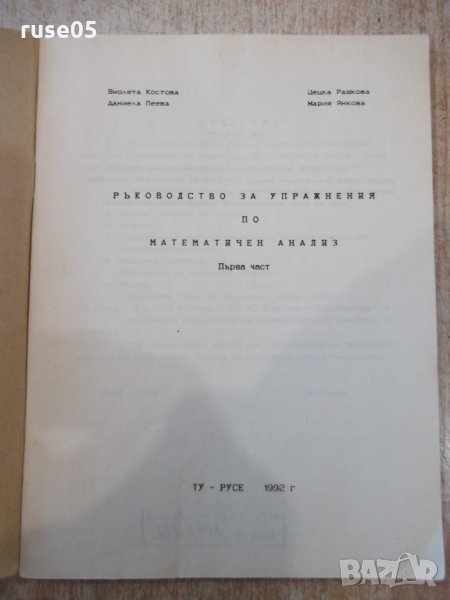 ruse05
Виолета Костова
Даниела Пеева
Цецка Рашкова
Мария Янкова
РЪКОВОДСТВО ЗА УПРАЖНЕНИЯ
ПО
МАТЕМАТИЧЕН АНАЛИЗ
Първа част
ТУ - РУСЕ 1992 г
BAZAR